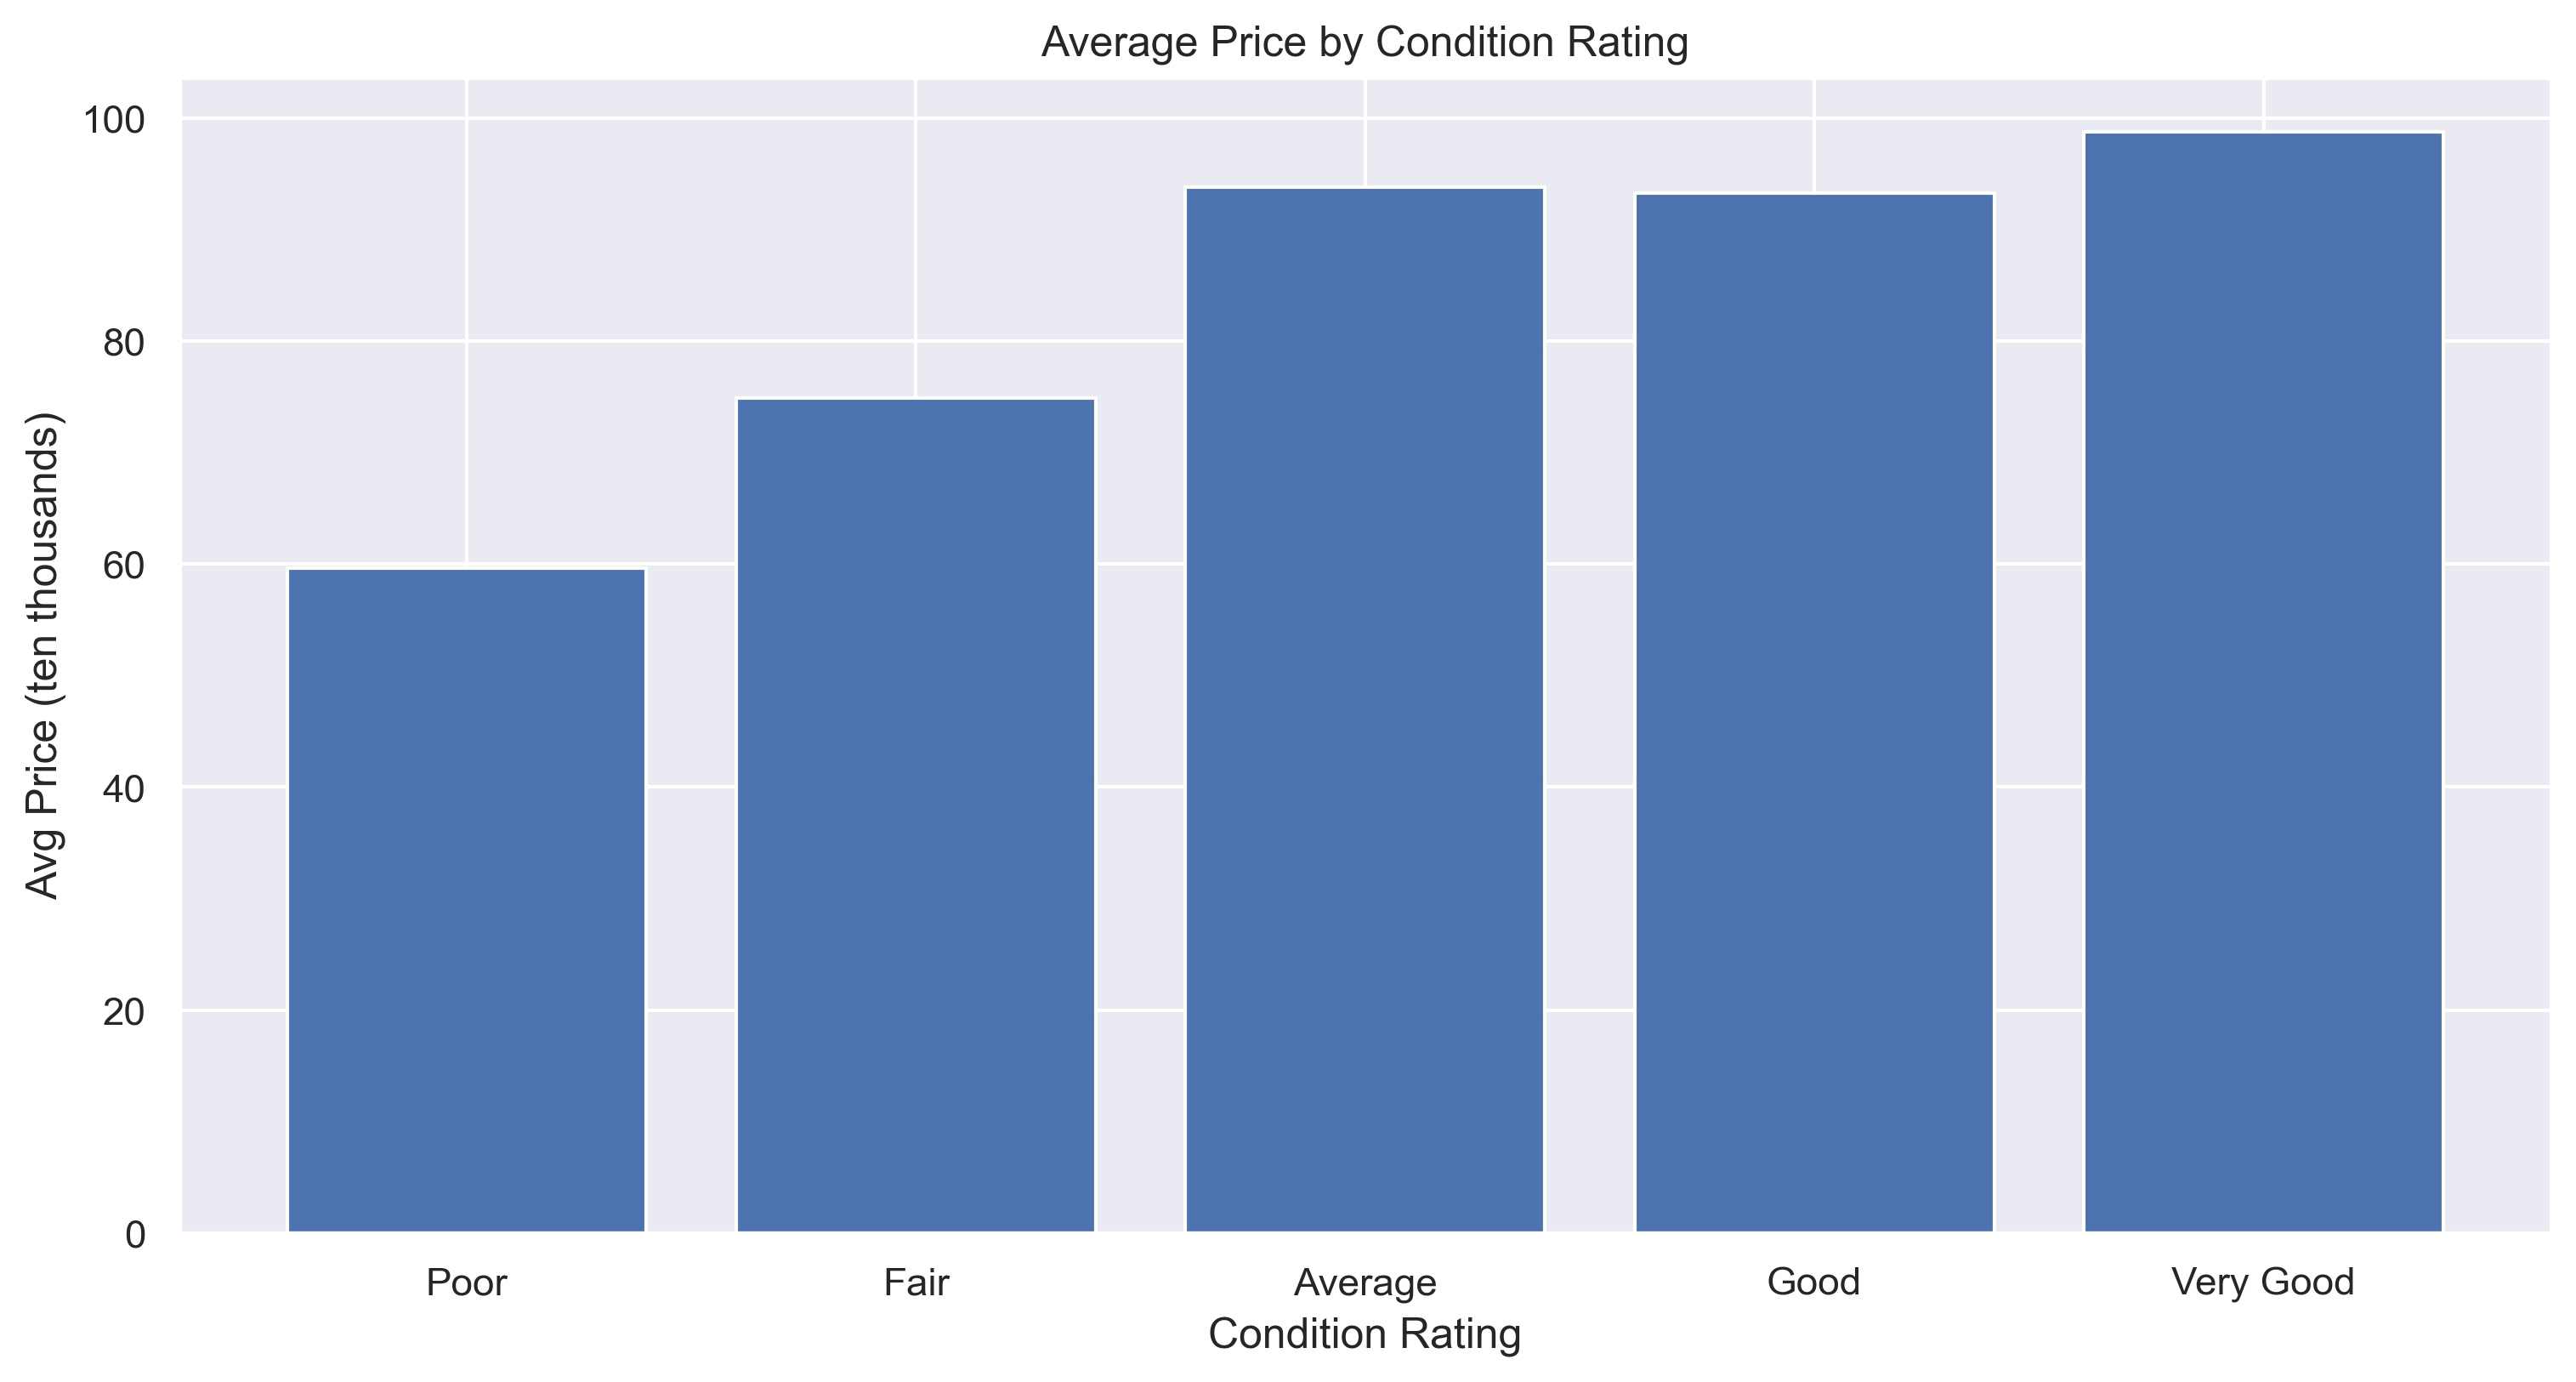 Average Price by Condition Rating
Avg Price (ten thousands)
100
80
60
40
20
0
Poor Fair Average Good Very Good
Condition Rating